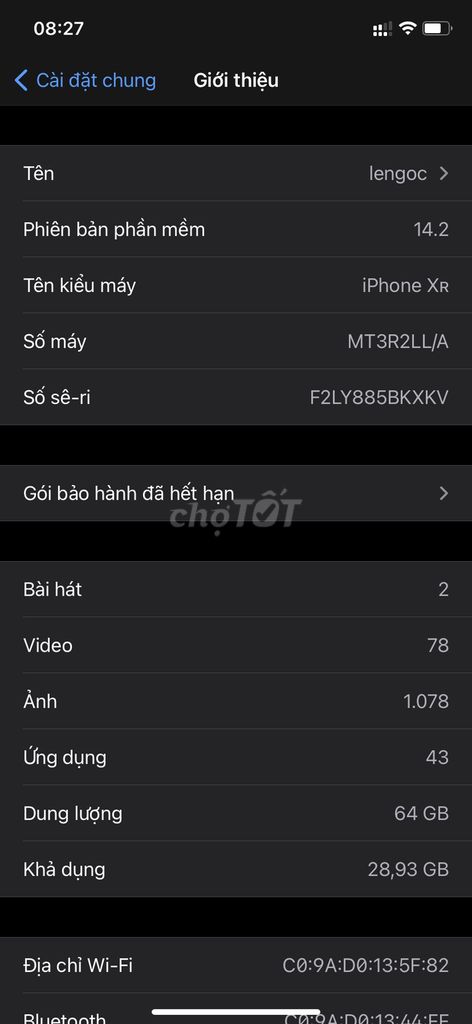 08:27
Cài đặt chung
Giới thiệu
Tên lengoc
Phiên bản phần mềm 14.2
Tên kiểu máy iPhone XR
Số máy MT3R2LL/A
Số sê-ri F2LY885BKXKV
Gói bảo hành đã hết hạn
chợTỐT
Bài hát 2
Video 78
Ảnh 1.078
Ứng dụng 43
Dung lượng 64 GB
Khả dụng 28,93 GB
Địa chỉ Wi-Fi C0:9A:D0:13:5F:82
Bluetooth C0:9A:D0:13:44:EE